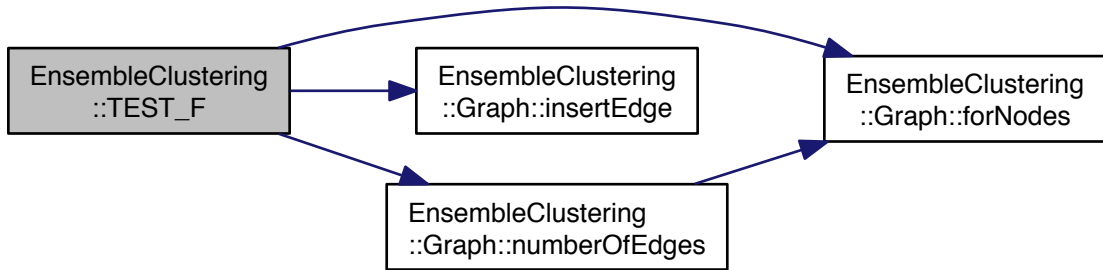 EnsembleClustering
::TEST_F
EnsembleClustering
::Graph::insertEdge
EnsembleClustering
::Graph::forNodes
EnsembleClustering
::Graph::numberOfEdges